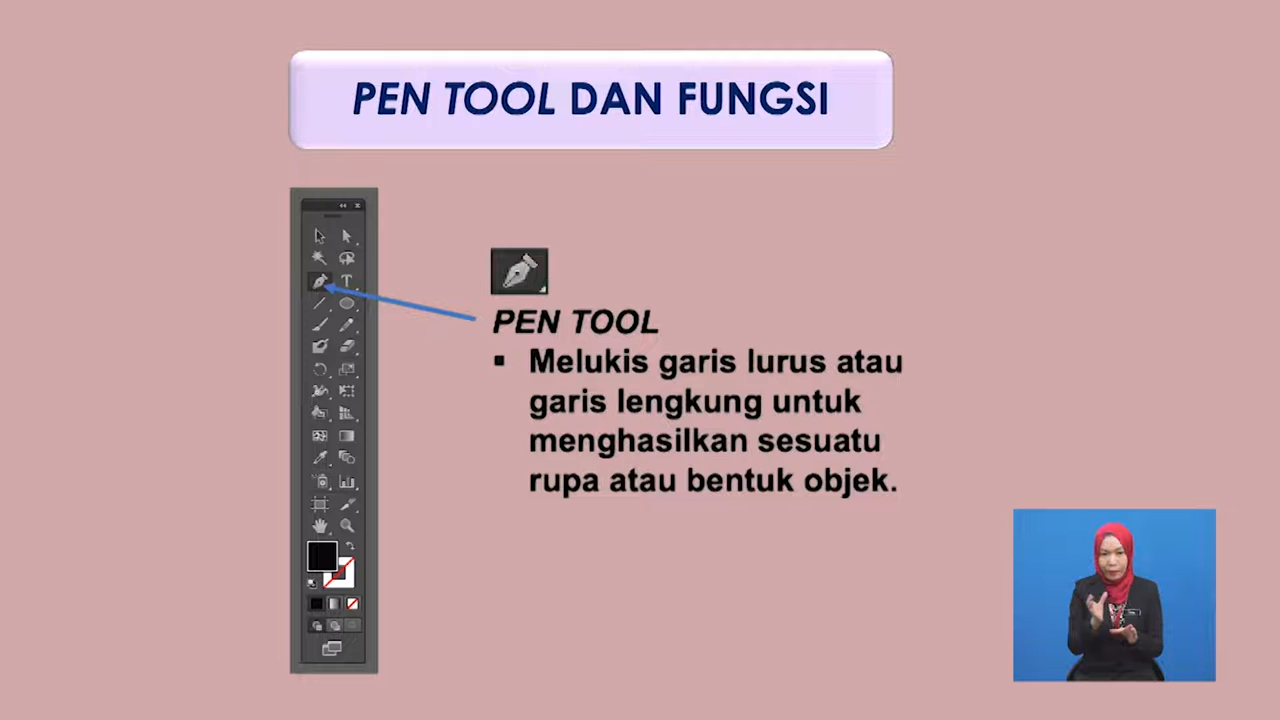 PEN TOOL DAN FUNGSI
T
PEN TOOL
▪ Melukis garis lurus atau
garis lengkung untuk
menghasilkan sesuatu
rupa atau bentuk objek.